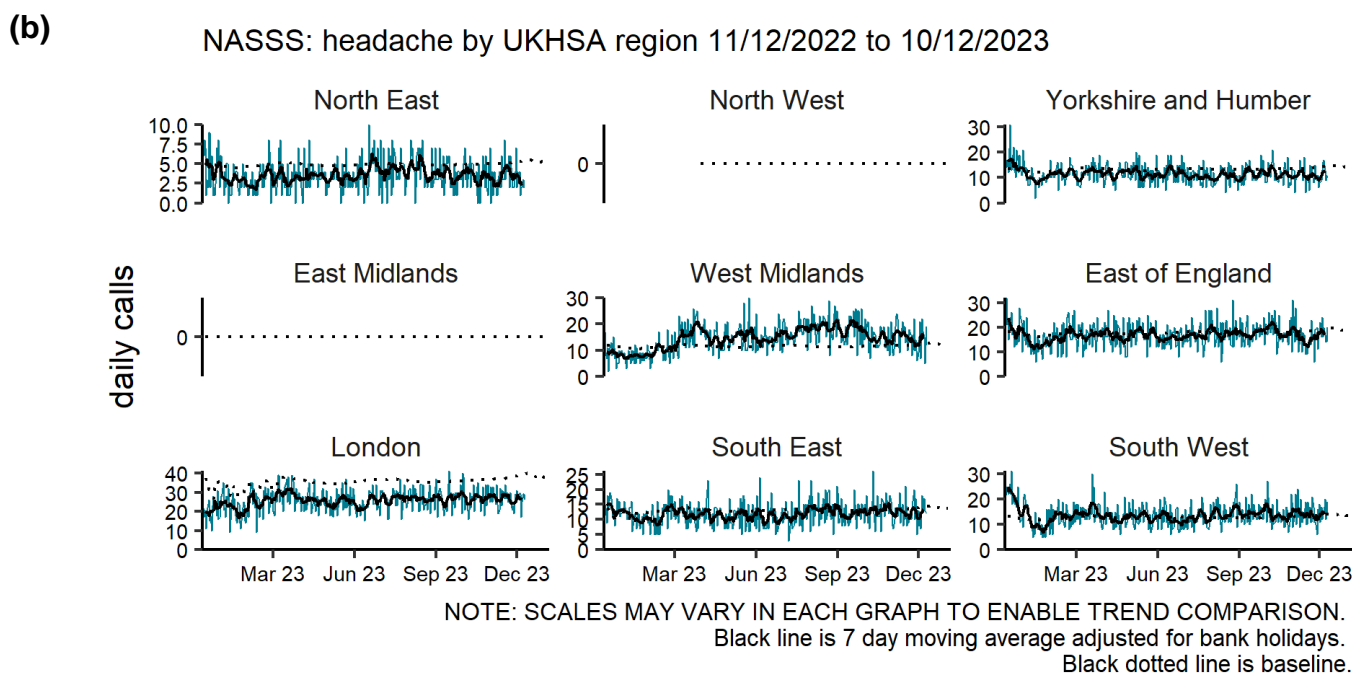 (b)
NASSS: headache by UKHSA region 11/12/2022 to 10/12/2023
daily calls
North East
10.0
7.5
5.0
2.5
0.0
North West
0
Yorkshire and Humber
30
20
10
0
East Midlands
0
West Midlands
30
20
10
0
East of England
30
20
10
0
London
40
30
20
10
0
Mar 23 Jun 23 Sep 23 Dec 23
South East
25
20
15
10
5
0
Mar 23 Jun 23 Sep 23 Dec 23
South West
30
20
10
0
Mar 23 Jun 23 Sep 23 Dec 23
NOTE: SCALES MAY VARY IN EACH GRAPH TO ENABLE TREND COMPARISON.
Black line is 7 day moving average adjusted for bank holidays.
Black dotted line is baseline.